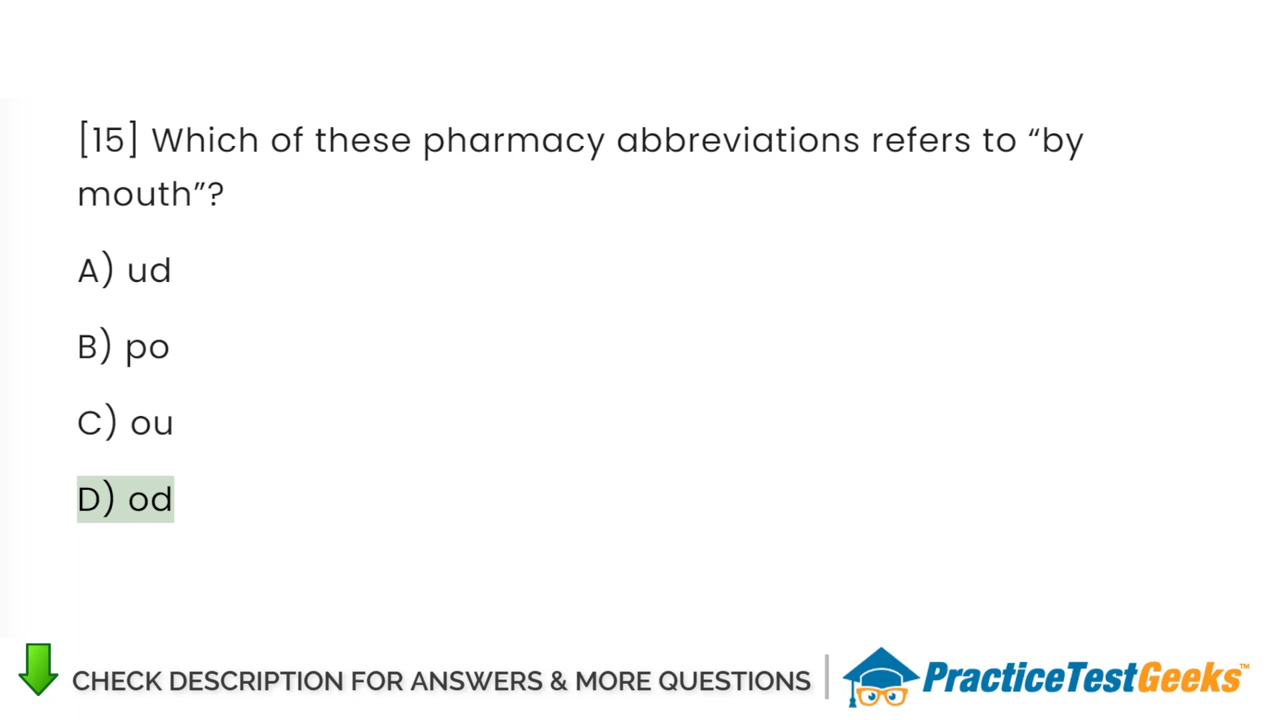 [15] Which of these pharmacy abbreviations refers to “by
mouth”?
A) ud
B) po
C) ou
D) od
CHECK DESCRIPTION FOR ANSWERS & MORE QUESTIONS
PracticeTestGeeks™